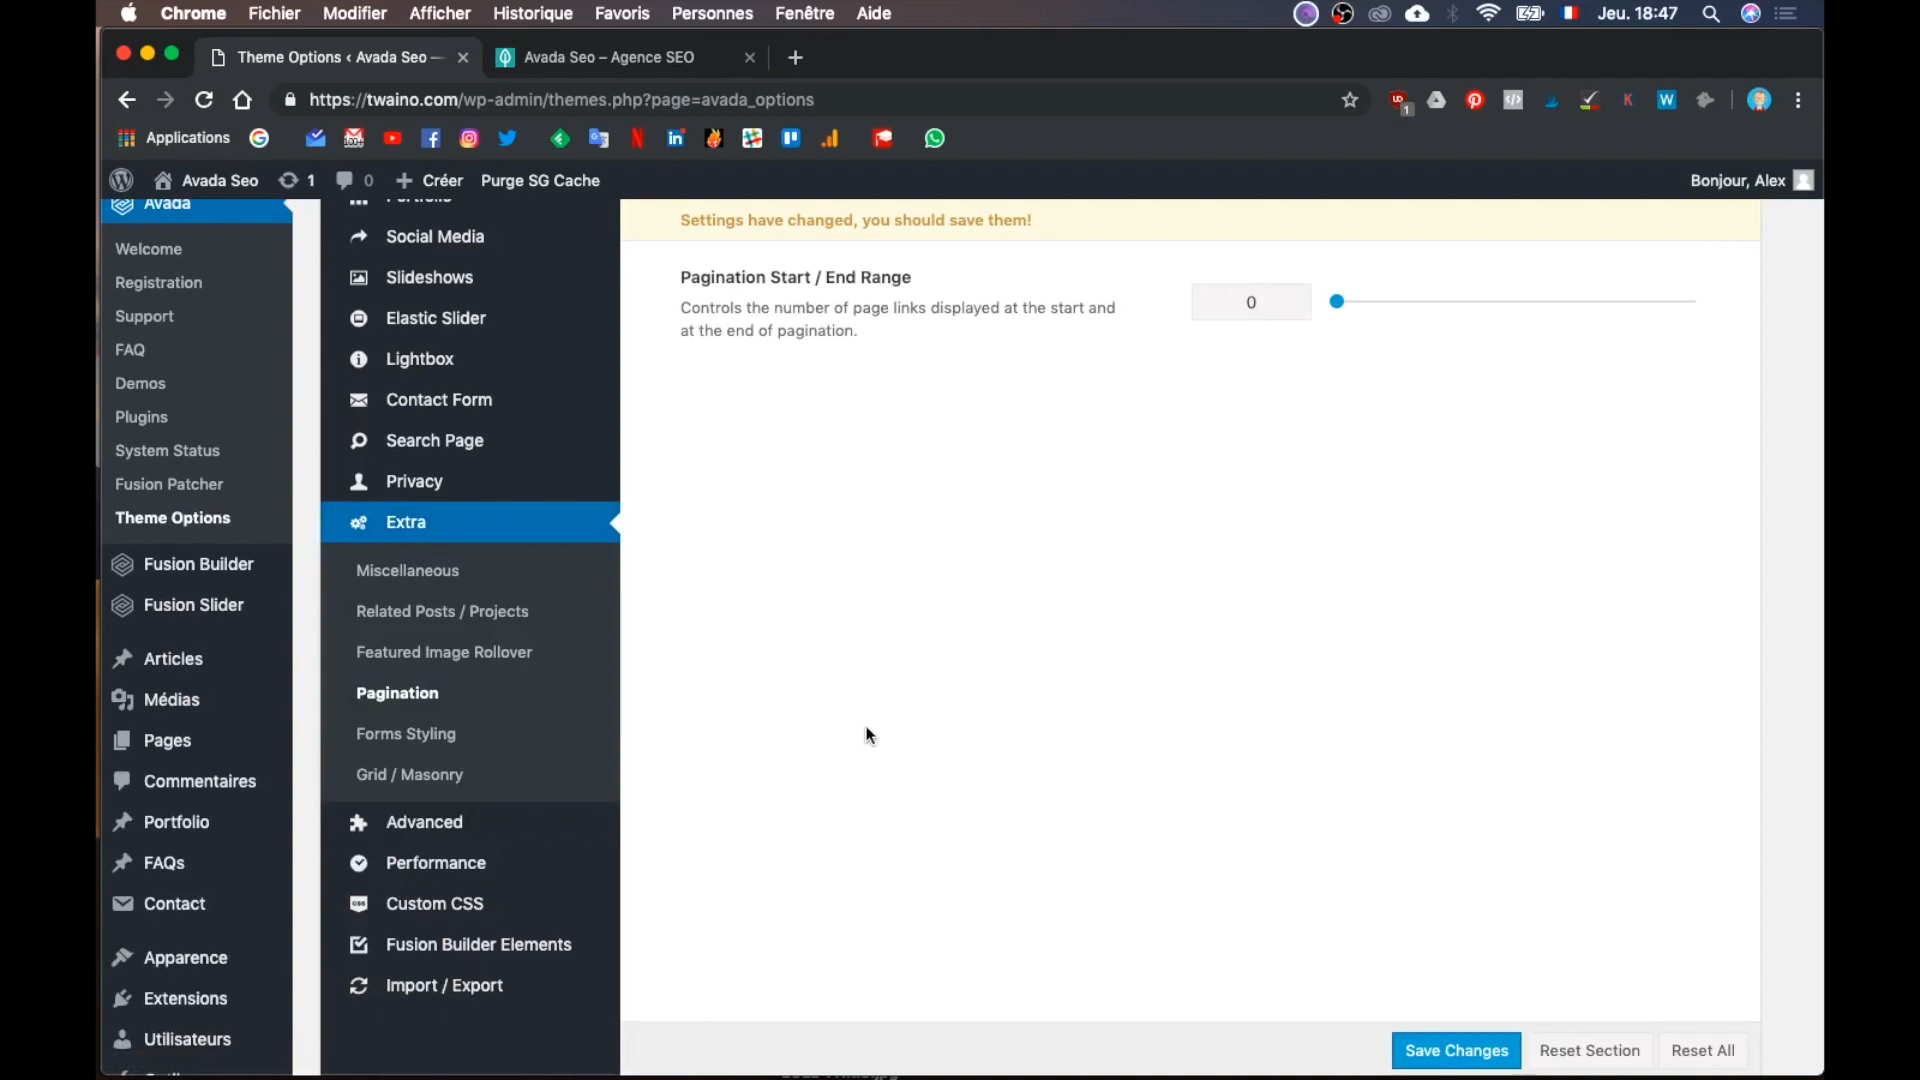 Chrome Fichier Modifier Afficher Historique Favoris Personnes Fenêtre Aide Jeu. 18:47
Theme Options ‹ Avada Seo — Avada Seo – Agence SEO
https://twaino.com/wp-admin/themes.php?page=avada_options
Applications
Avada Seo 1 0 Créer Purge SG Cache Bonjour, Alex
Avada
Welcome
Registration
Support
FAQ
Demos
Plugins
System Status
Fusion Patcher
Theme Options
Fusion Builder
Fusion Slider
Articles
Médias
Pages
Commentaires
Portfolio
FAQs
Contact
Apparence
Extensions
Utilisateurs
Portfolio
Social Media
Slideshows
Elastic Slider
Lightbox
Contact Form
Search Page
Privacy
Extra
Miscellaneous
Related Posts / Projects
Featured Image Rollover
Pagination
Forms Styling
Grid / Masonry
Advanced
Performance
Custom CSS
Fusion Builder Elements
Import / Export
Settings have changed, you should save them!
Pagination Start / End Range
Controls the number of page links displayed at the start and
at the end of pagination.
0
Save Changes Reset Section Reset All